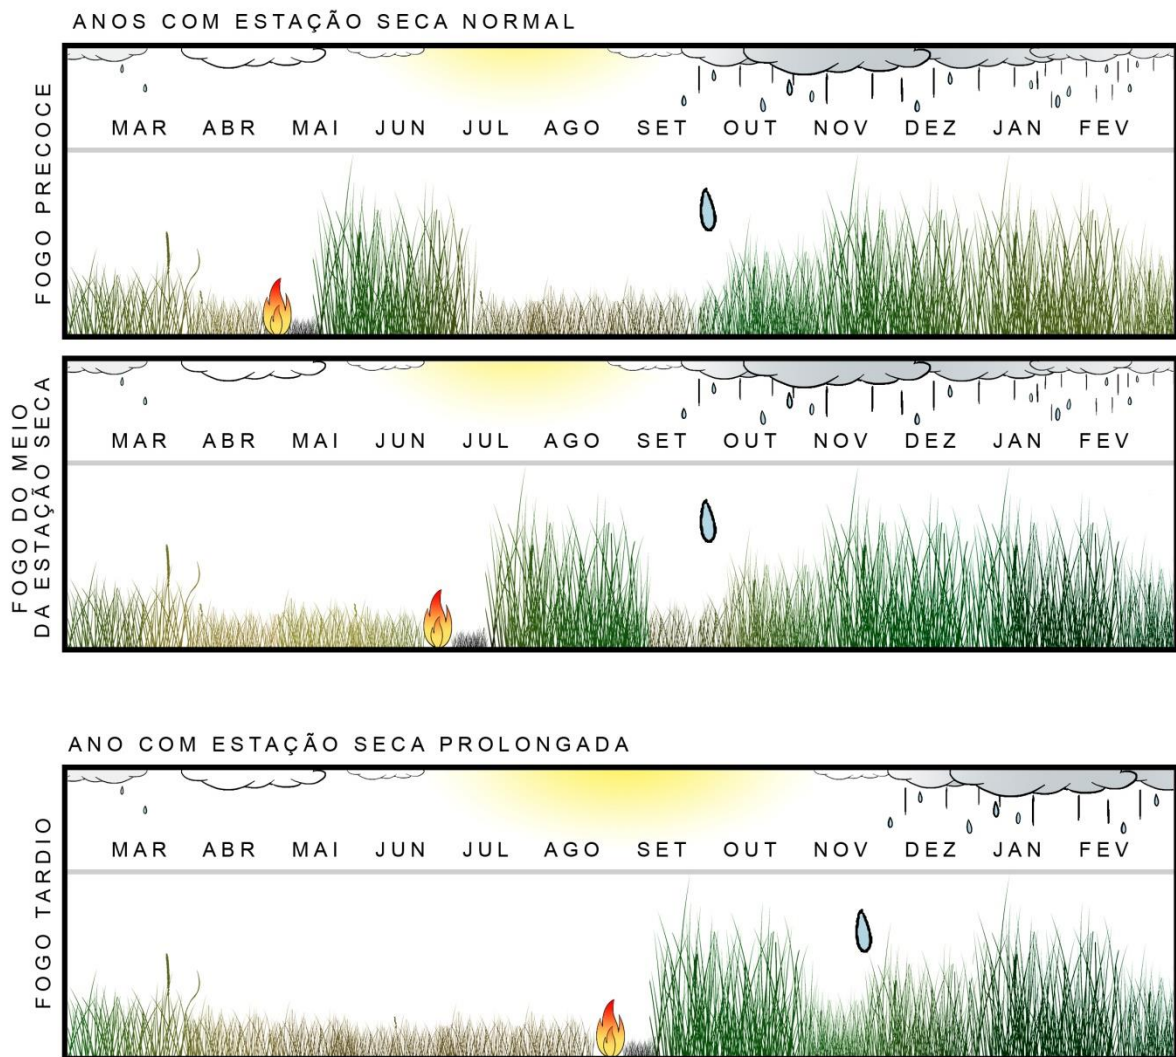 ANOS COM ESTAÇÃO SECA NORMAL
FOGO PRECOCE
MAR ABR MAI JUN JUL AGO SET OUT NOV DEZ JAN FEV
FOGO DO MEIO
DA ESTAÇÃO SECA
MAR ABR MAI JUN JUL AGO SET OUT NOV DEZ JAN FEV
ANO COM ESTAÇÃO SECA PROLONGADA
FOGO TARDIO
MAR ABR MAI JUN JUL AGO SET OUT NOV DEZ JAN FEV